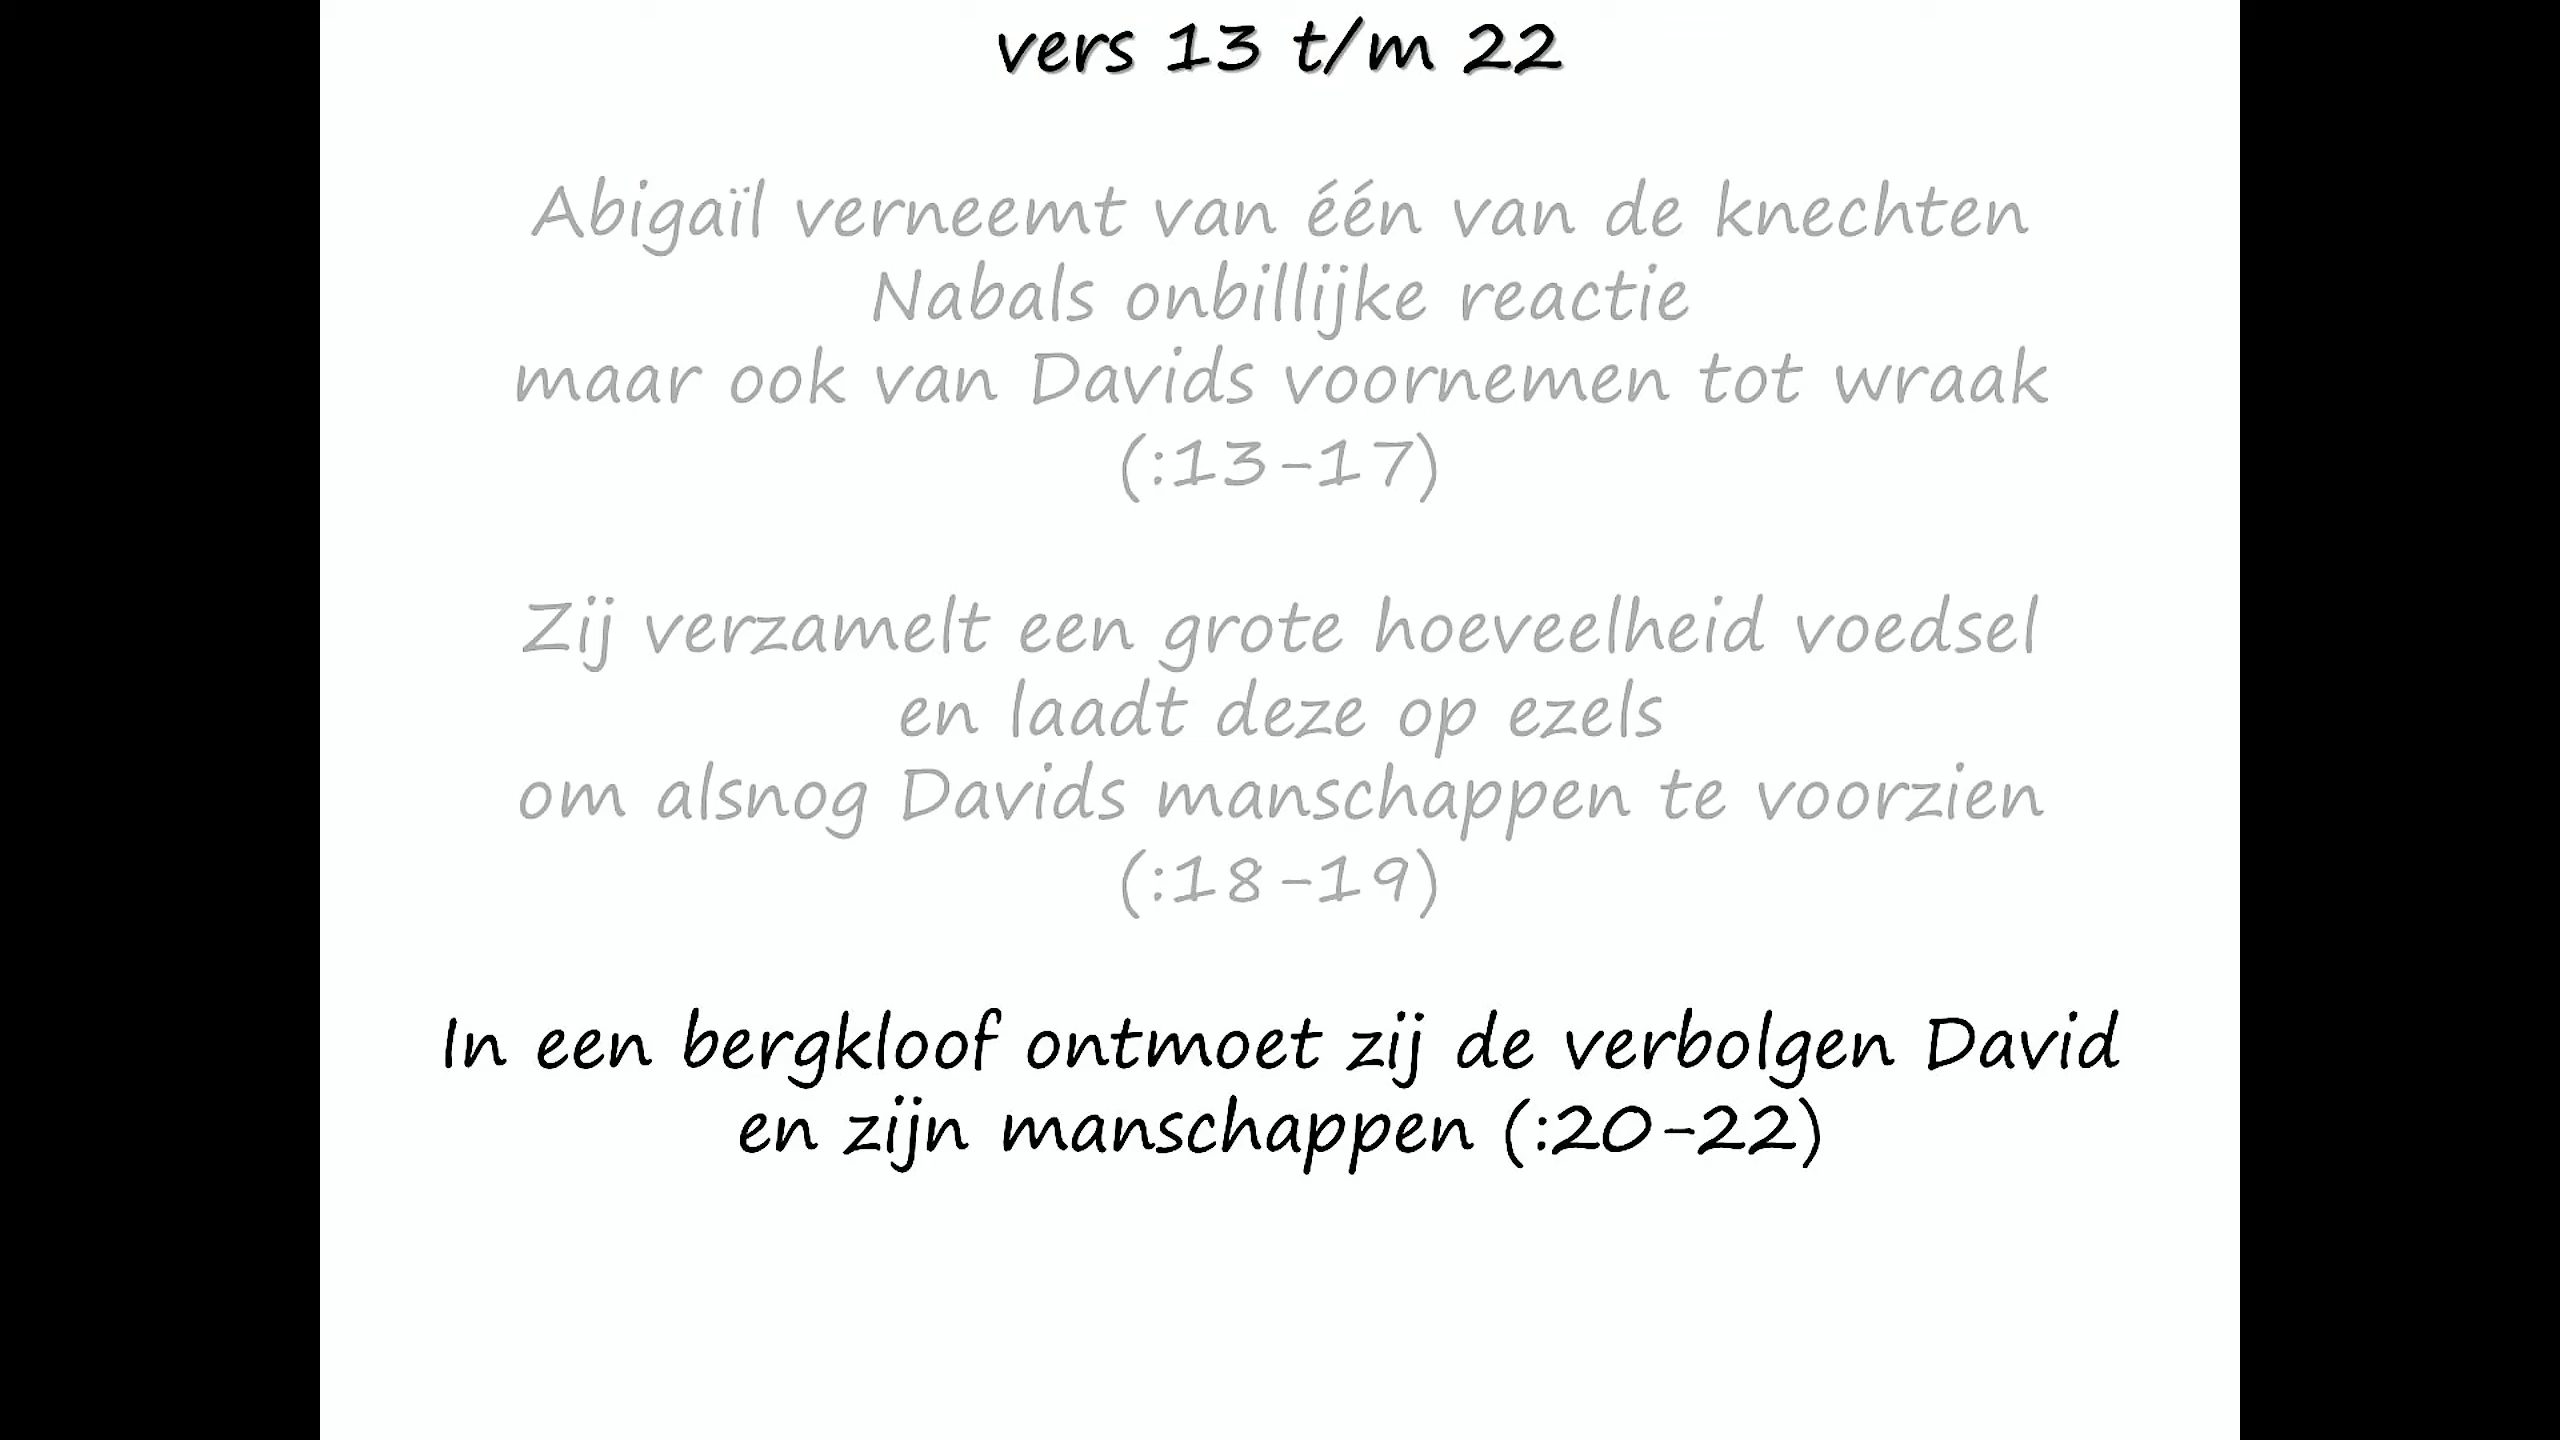 vers 13 t/m 22
Abigaïl verneemt van één van de knechten
Nabals onbillijke reactie
maar ook van Davids voornemen tot wraak
(:13-17)
Zij verzamelt een grote hoeveelheid voedsel
en laadt deze op ezels
om alsnog Davids manschappen te voorzien
(:18-19)
In een bergkloof ontmoet zij de verbolgen David
en zijn manschappen (:20-22)